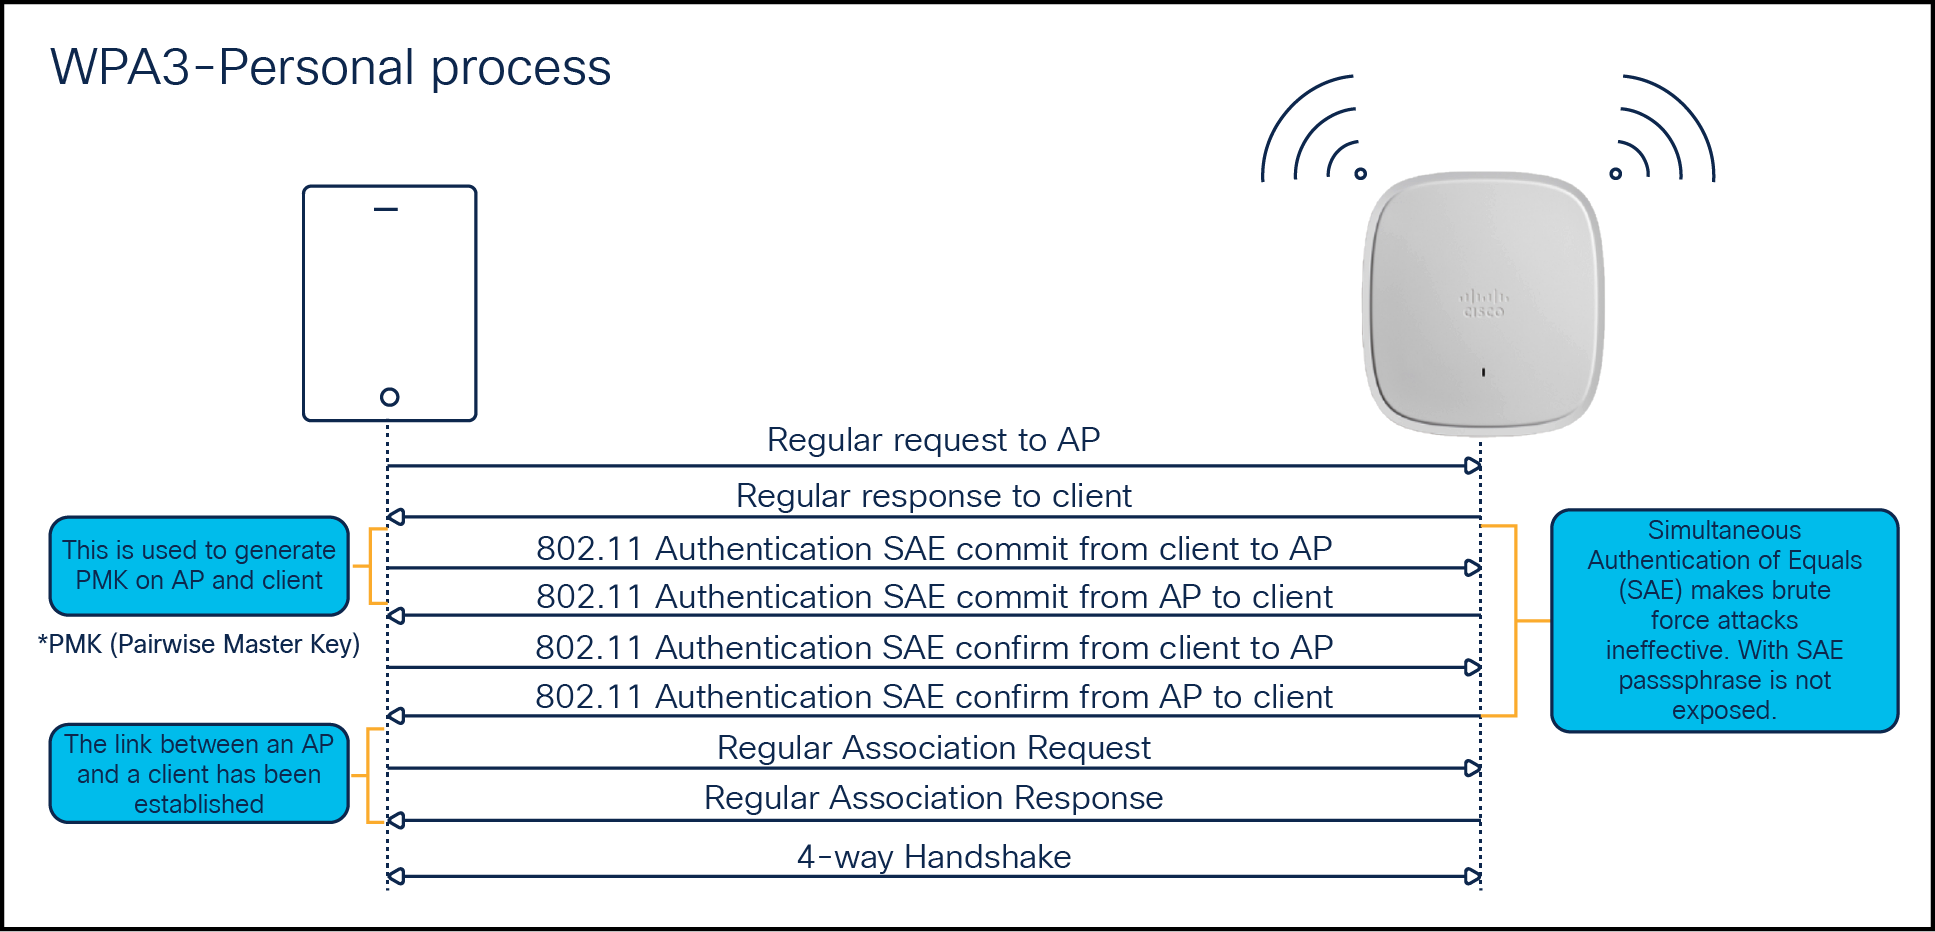 WPA3-Personal process
CISCO
Regular request to AP
Regular response to client
802.11 Authentication SAE commit from client to AP
802.11 Authentication SAE commit from AP to client
802.11 Authentication SAE confirm from client to AP
802.11 Authentication SAE confirm from AP to client
Regular Association Request
Regular Association Response
4-way Handshake
This is used to generate
PMK on AP and client
*PMK (Pairwise Master Key)
The link between an AP
and a client has been
established
Simultaneous
Authentication of Equals
(SAE) makes brute
force attacks
ineffective. With SAE
passsphrase is not
exposed.